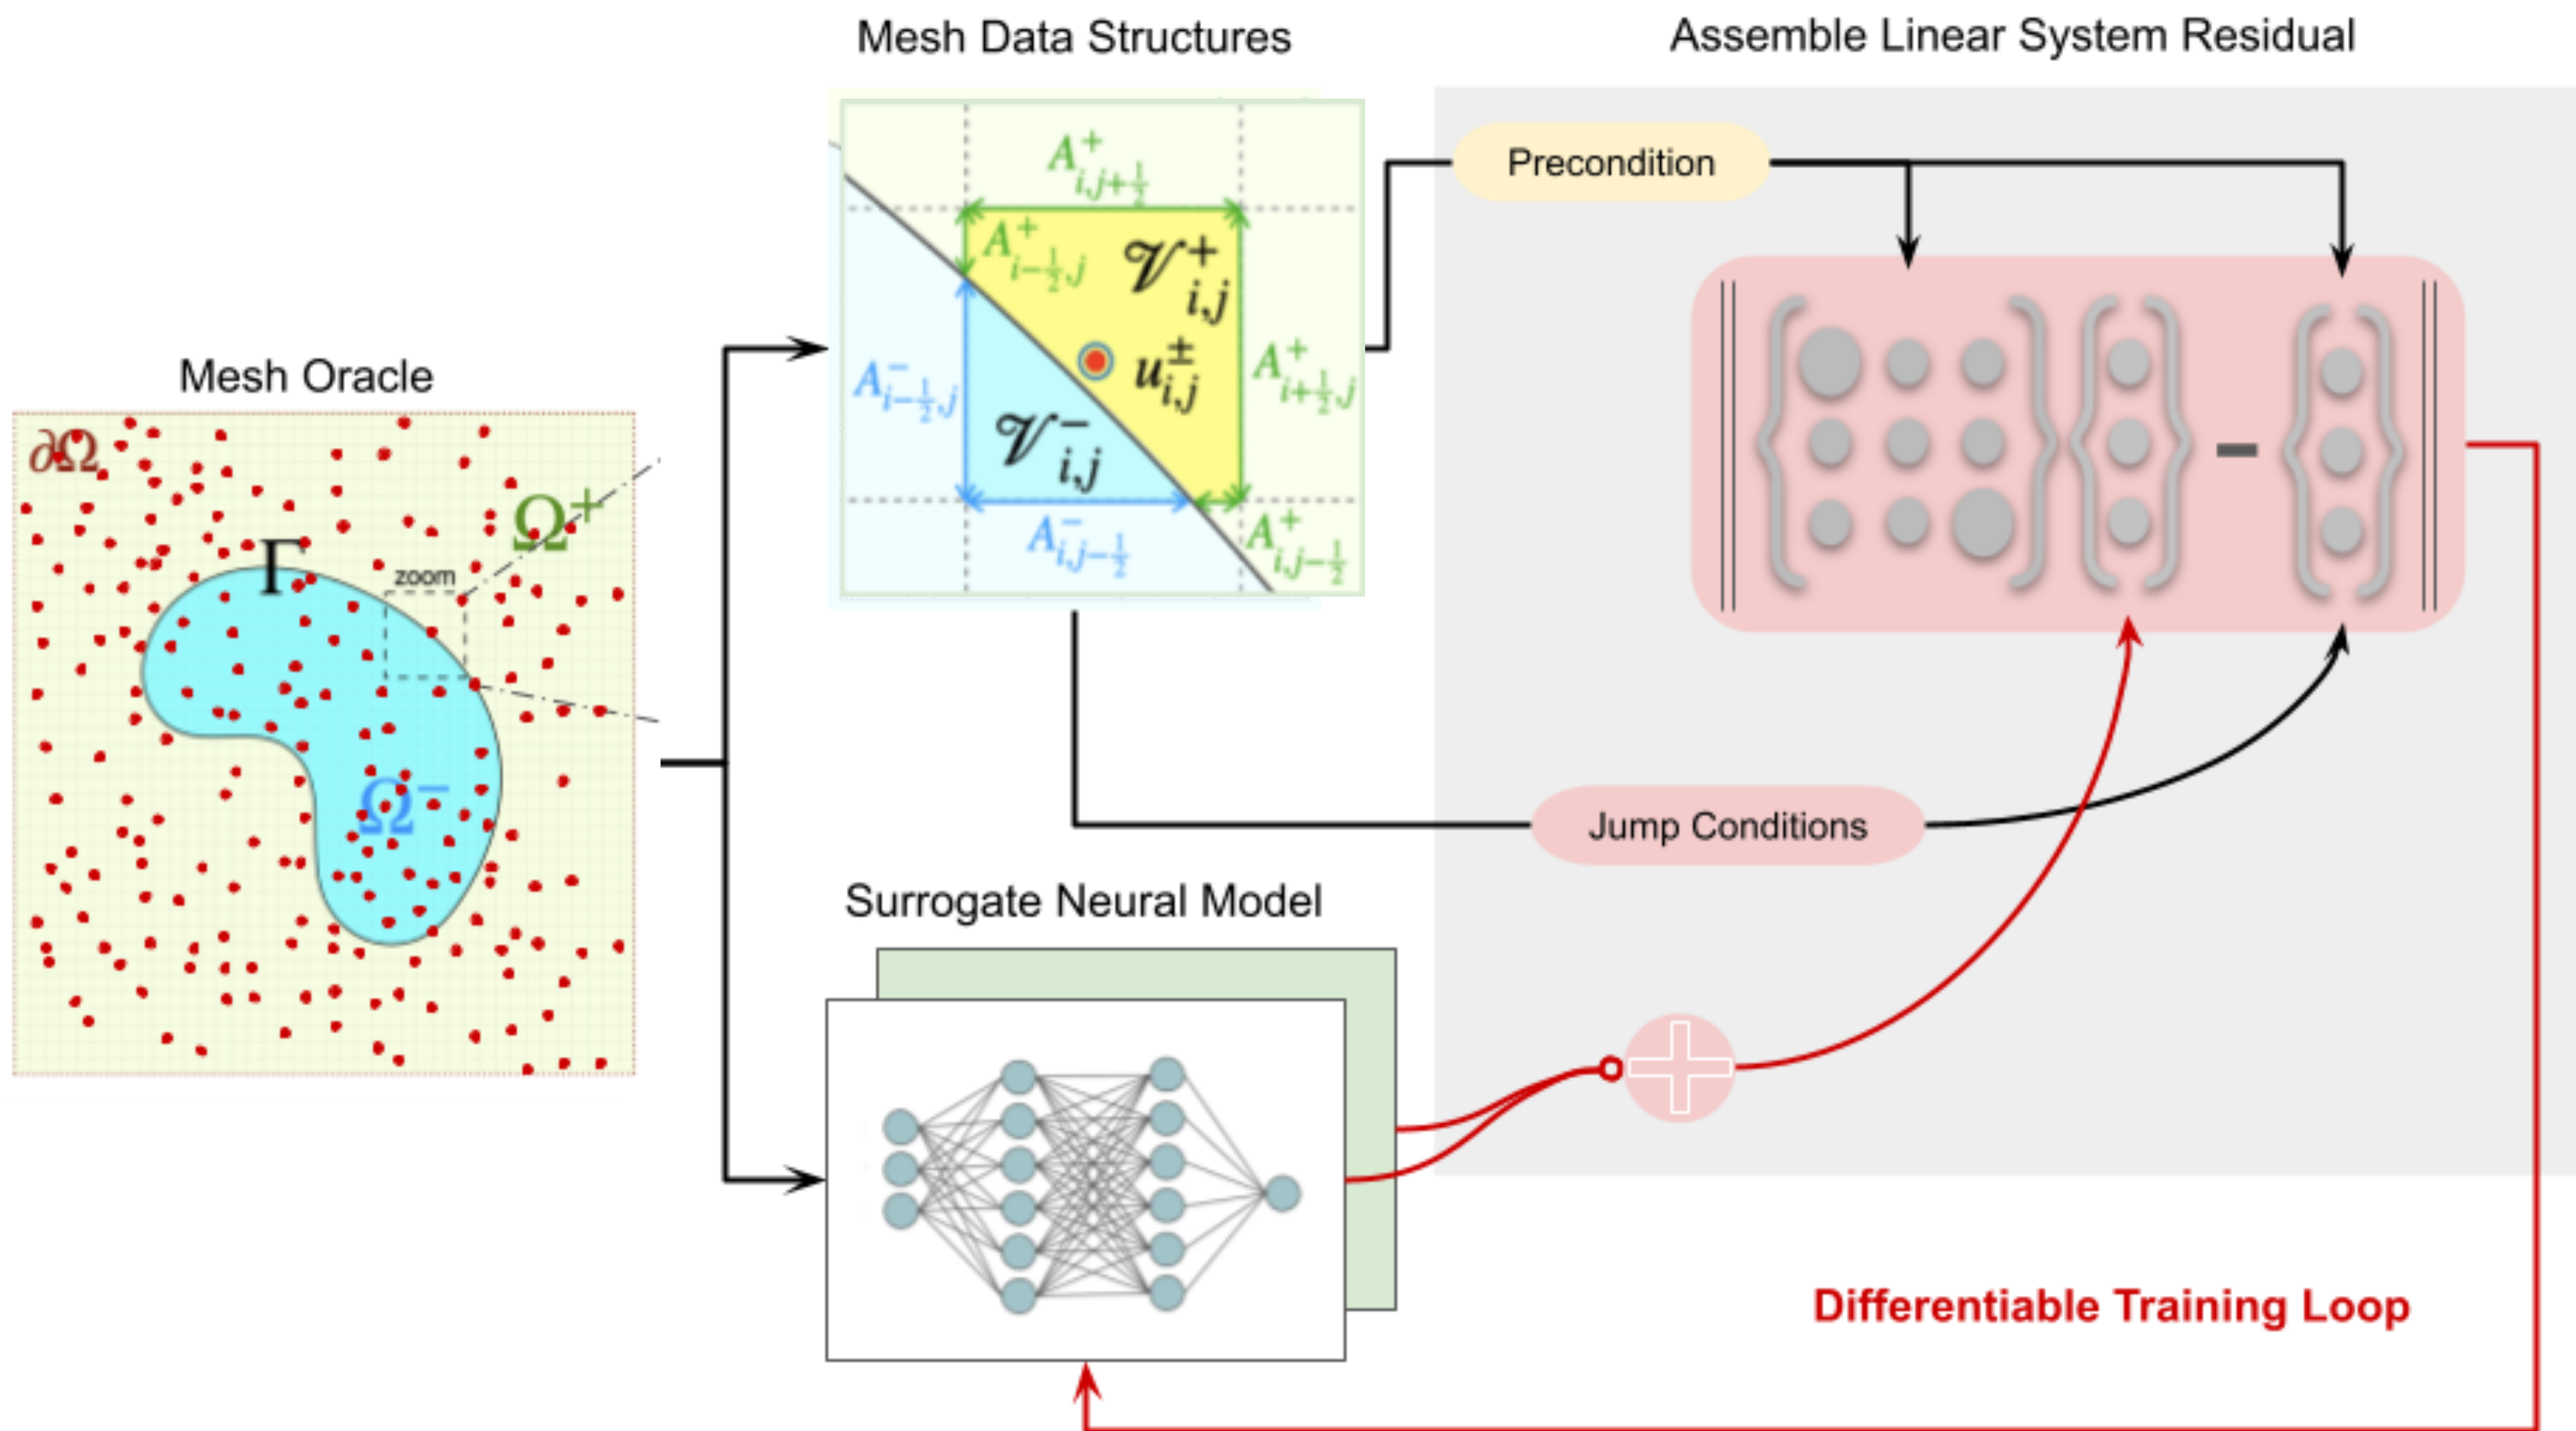 Mesh Data Structures
Assemble Linear System Residual
Precondition
A⁺ᵢ,ⱼ₊½
A⁺ᵢ₋½,ⱼ
𝒱⁺ᵢ,ⱼ
A⁻ᵢ₋½,ⱼ
u±ᵢ,ⱼ
A⁺ᵢ₊½,ⱼ
𝒱⁻ᵢ,ⱼ
A⁻ᵢ,ⱼ₋½
A⁺ᵢ,ⱼ₋½
Mesh Oracle
∂Ω
Ω⁺
Γ
zoom
Ω⁻
Jump Conditions
Surrogate Neural Model
Differentiable Training Loop